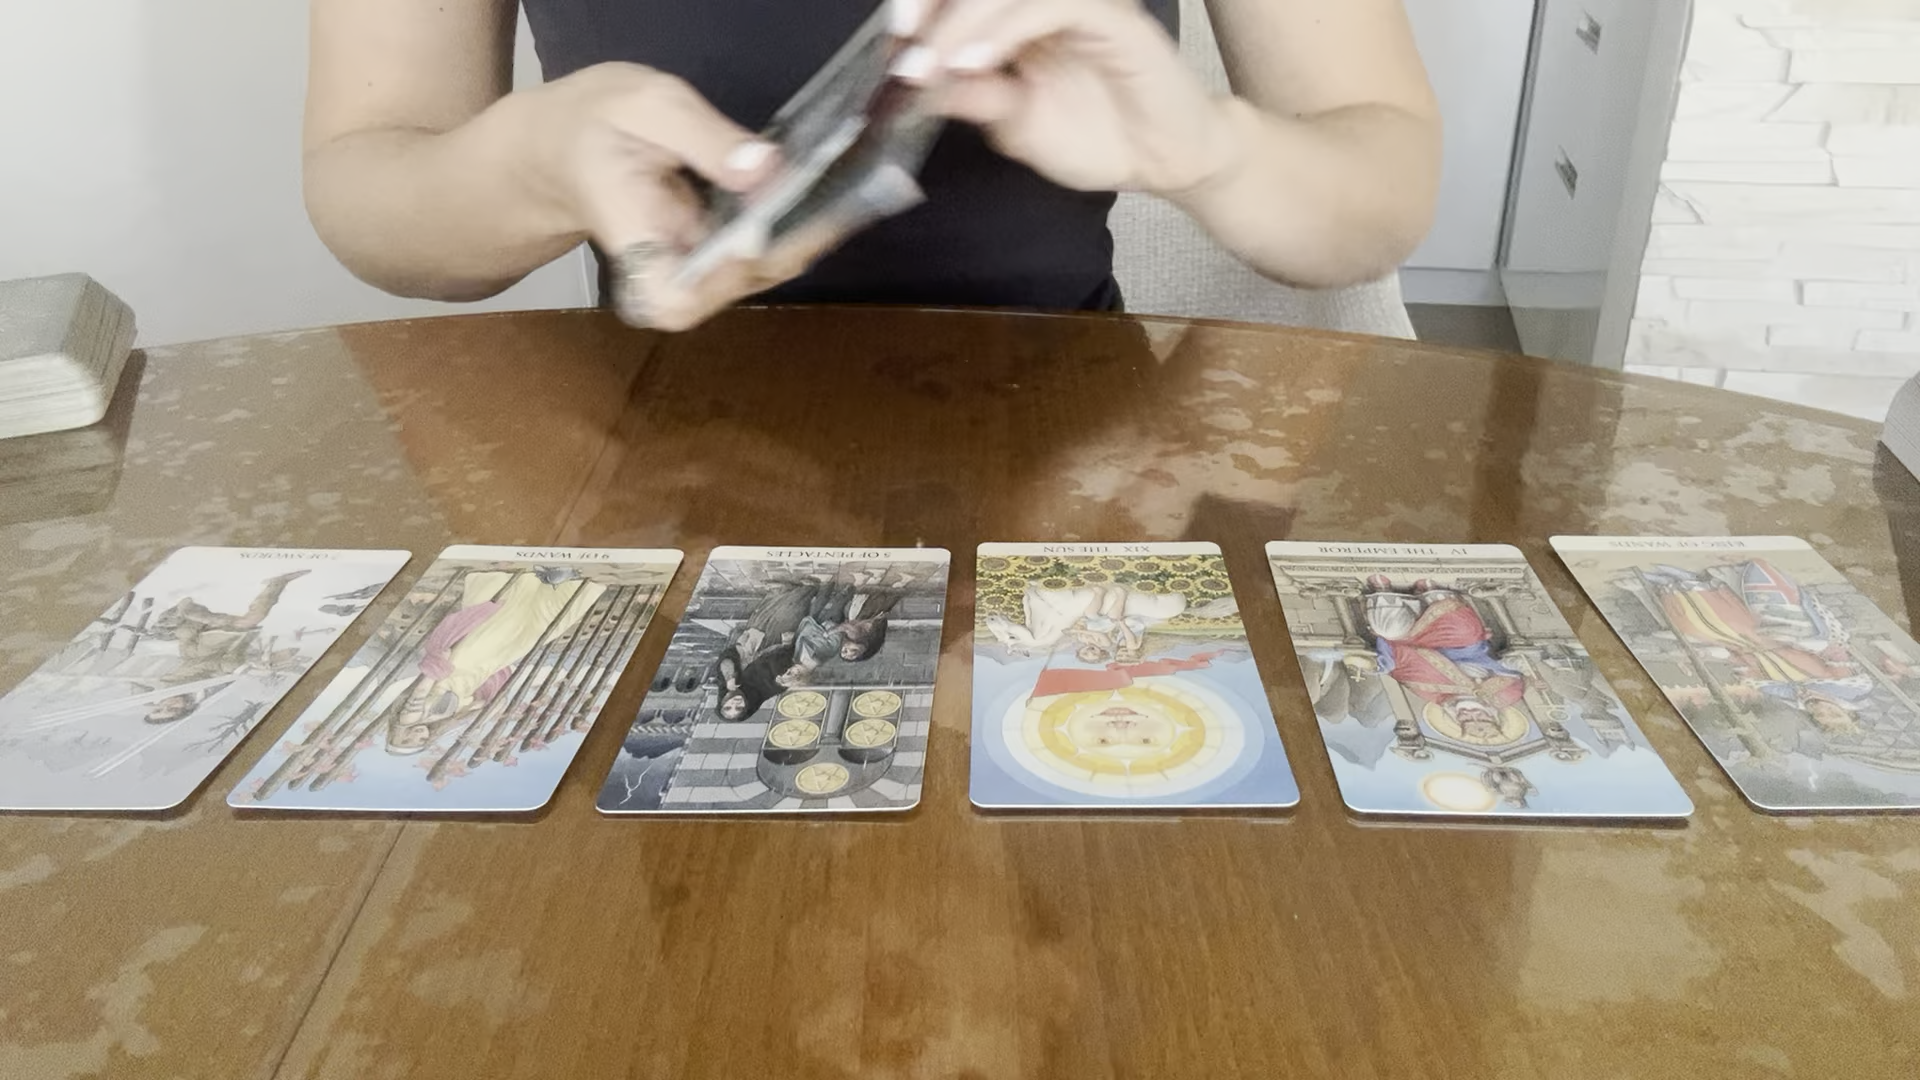 OF SWORDS
9 OF WANDS
5 OF PENTACLES
XIX THE SUN
IV THE EMPEROR
KING OF WANDS